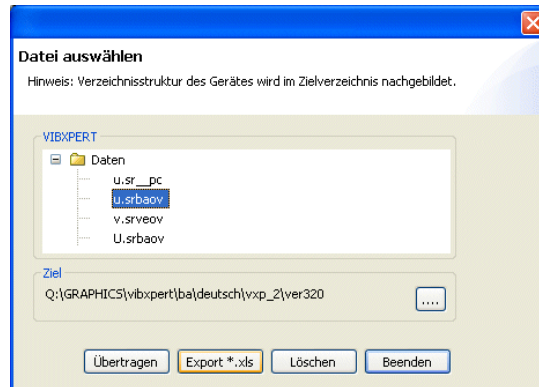 Datei auswählen
Hinweis: Verzeichnisstruktur des Gerätes wird im Zielverzeichnis nachgebildet.
VIBXPERT
Daten
u.sr__pc
u.srbaov
v.srveov
U.srbaov
Ziel
Q:\GRAPHICS\vibxpert\ba\deutsch\vxp_2\ver320
....
Übertragen Export *.xls Löschen Beenden